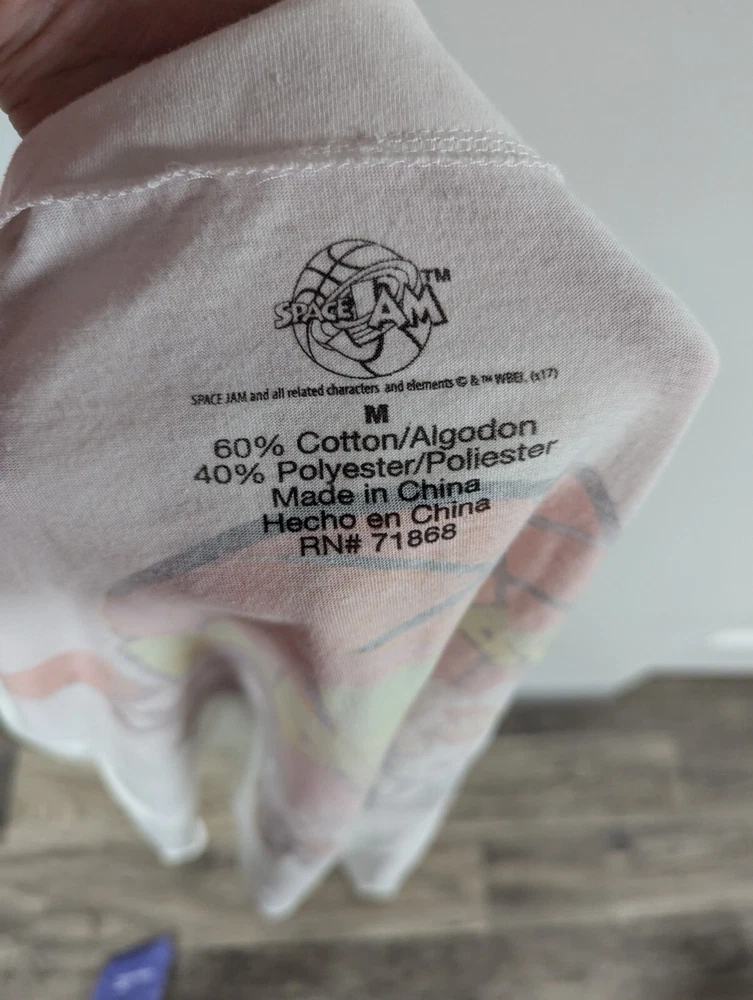 SPACE JAM™
SPACE JAM and all related characters and elements © & ™ WBEI. (s17)
M
60% Cotton/Algodon
40% Polyester/Poliester
Made in China
Hecho en China
RN# 71868